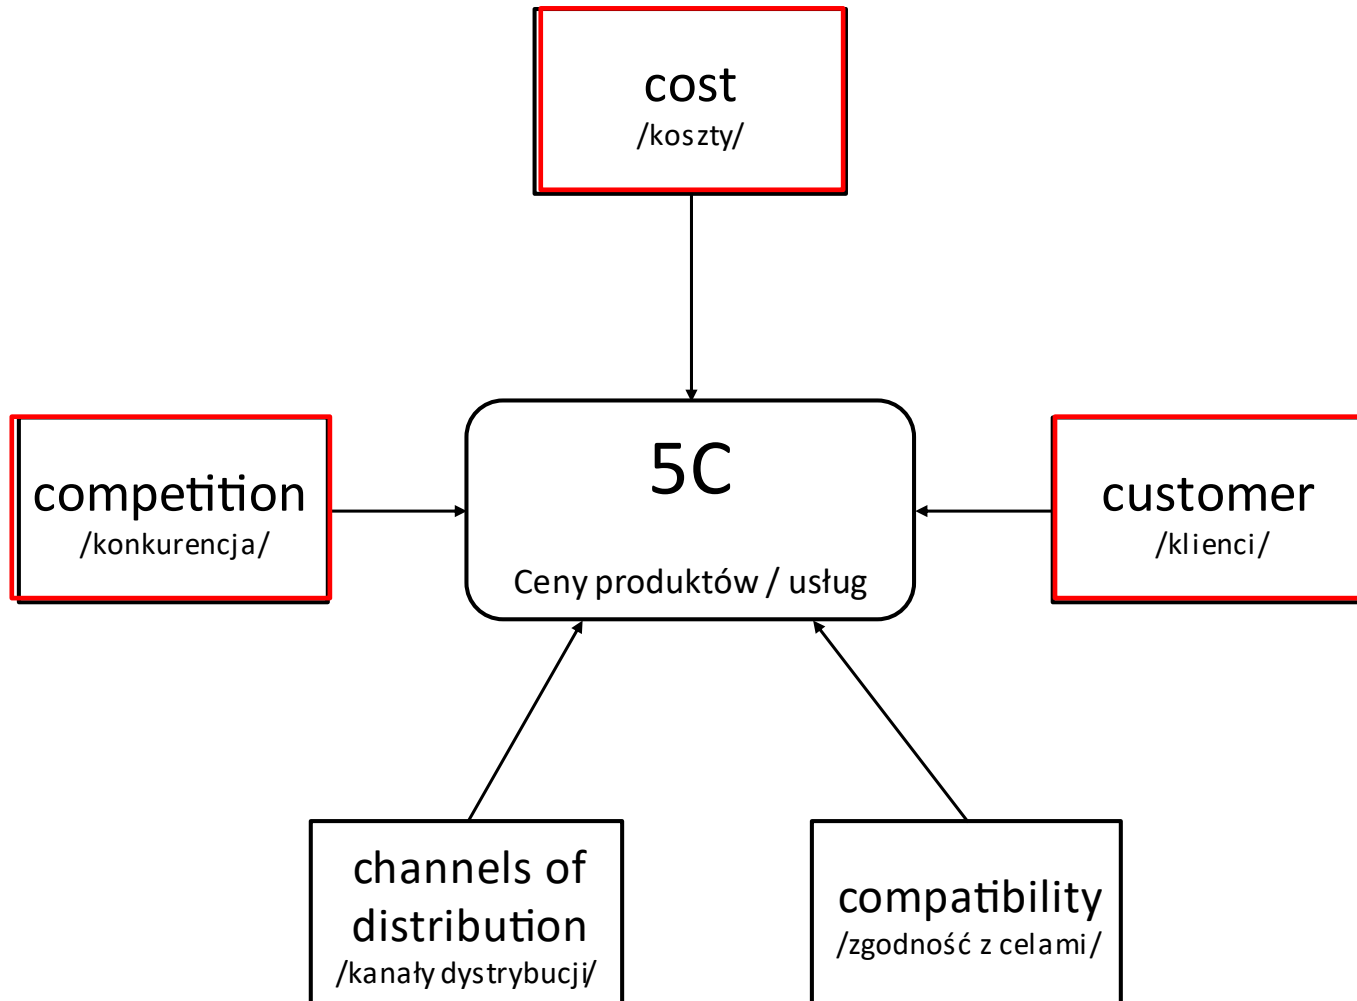 cost
/koszty/
competition
/konkurencja/
5C
Ceny produktów / usług
customer
/klienci/
channels of
distribution
/kanały dystrybucji/
compatibility
/zgodność z celami/